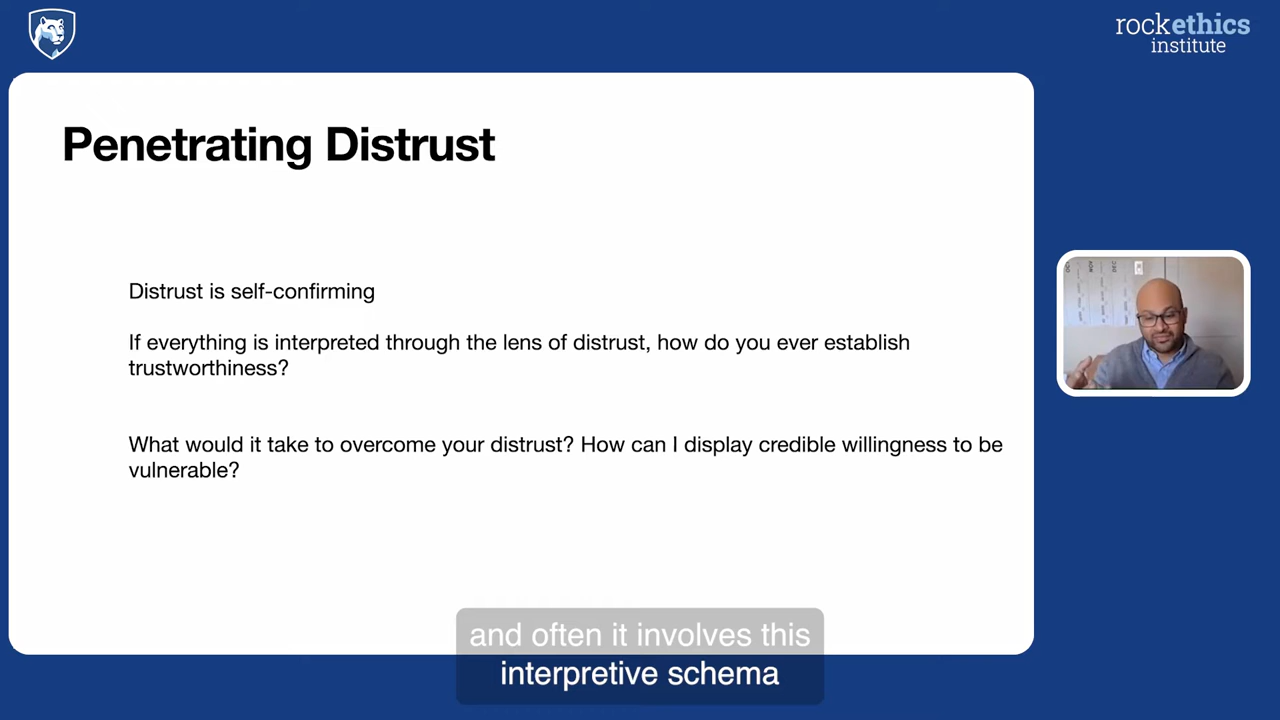 rockethics
institute
Penetrating Distrust
Distrust is self-confirming
If everything is interpreted through the lens of distrust, how do you ever establish
trustworthiness?
What would it take to overcome your distrust? How can I display credible willingness to be
vulnerable?
and often it involves this
interpretive schema